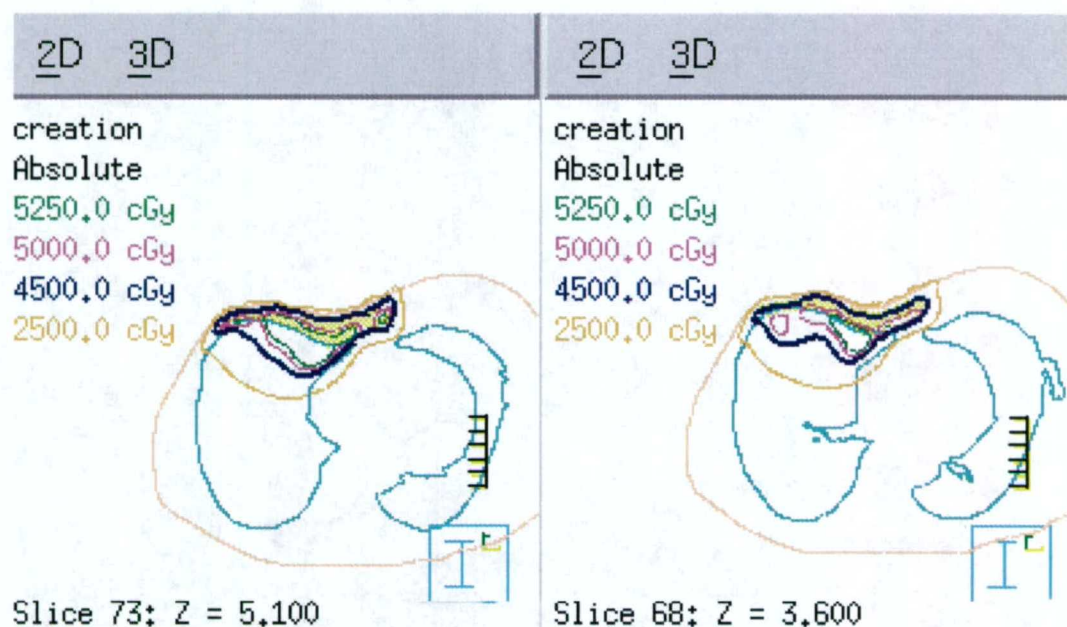 2D 3D
creation
Absolute
5250.0 cGy
5000.0 cGy
4500.0 cGy
2500.0 cGy
Slice 73: Z = 5.100
2D 3D
creation
Absolute
5250.0 cGy
5000.0 cGy
4500.0 cGy
2500.0 cGy
Slice 68: Z = 3.600